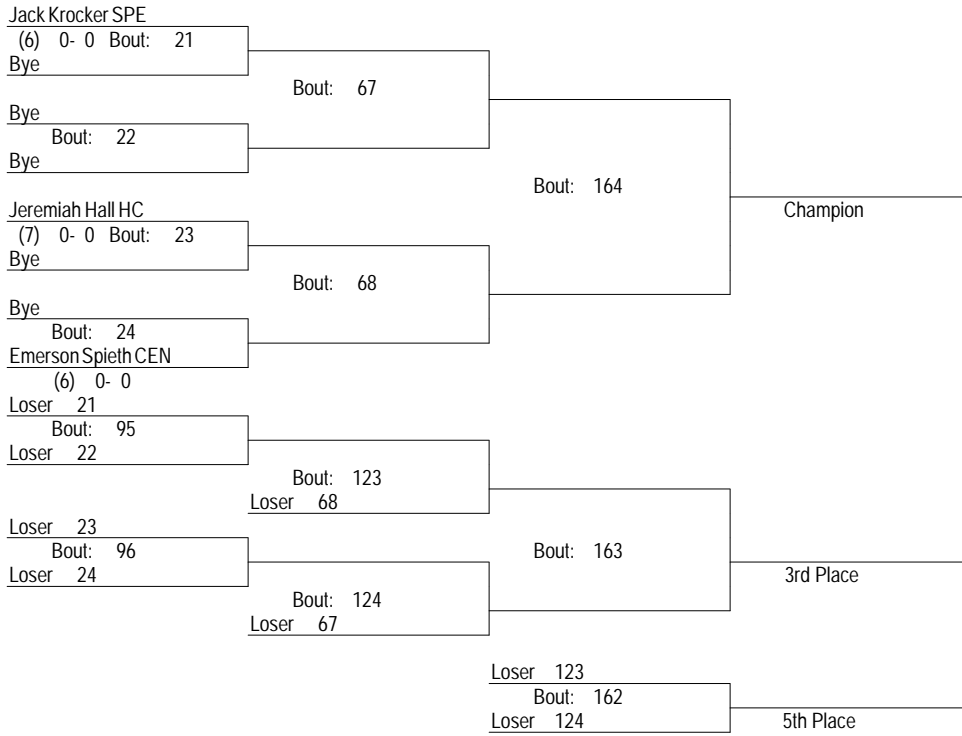 Jack Krocker SPE
(6) 0- 0 Bout: 21
Bye
Bout: 67
Bye
Bout: 22
Bye
Bout: 164
Jeremiah Hall HC
Champion
(7) 0- 0 Bout: 23
Bye
Bout: 68
Bye
Bout: 24
Emerson Spieth CEN
(6) 0- 0
Loser 21
Bout: 95
Loser 22
Bout: 123
Loser 68
Loser 23
Bout: 96
Bout: 163
Loser 24
3rd Place
Bout: 124
Loser 67
Loser 123
Bout: 162
Loser 124
5th Place